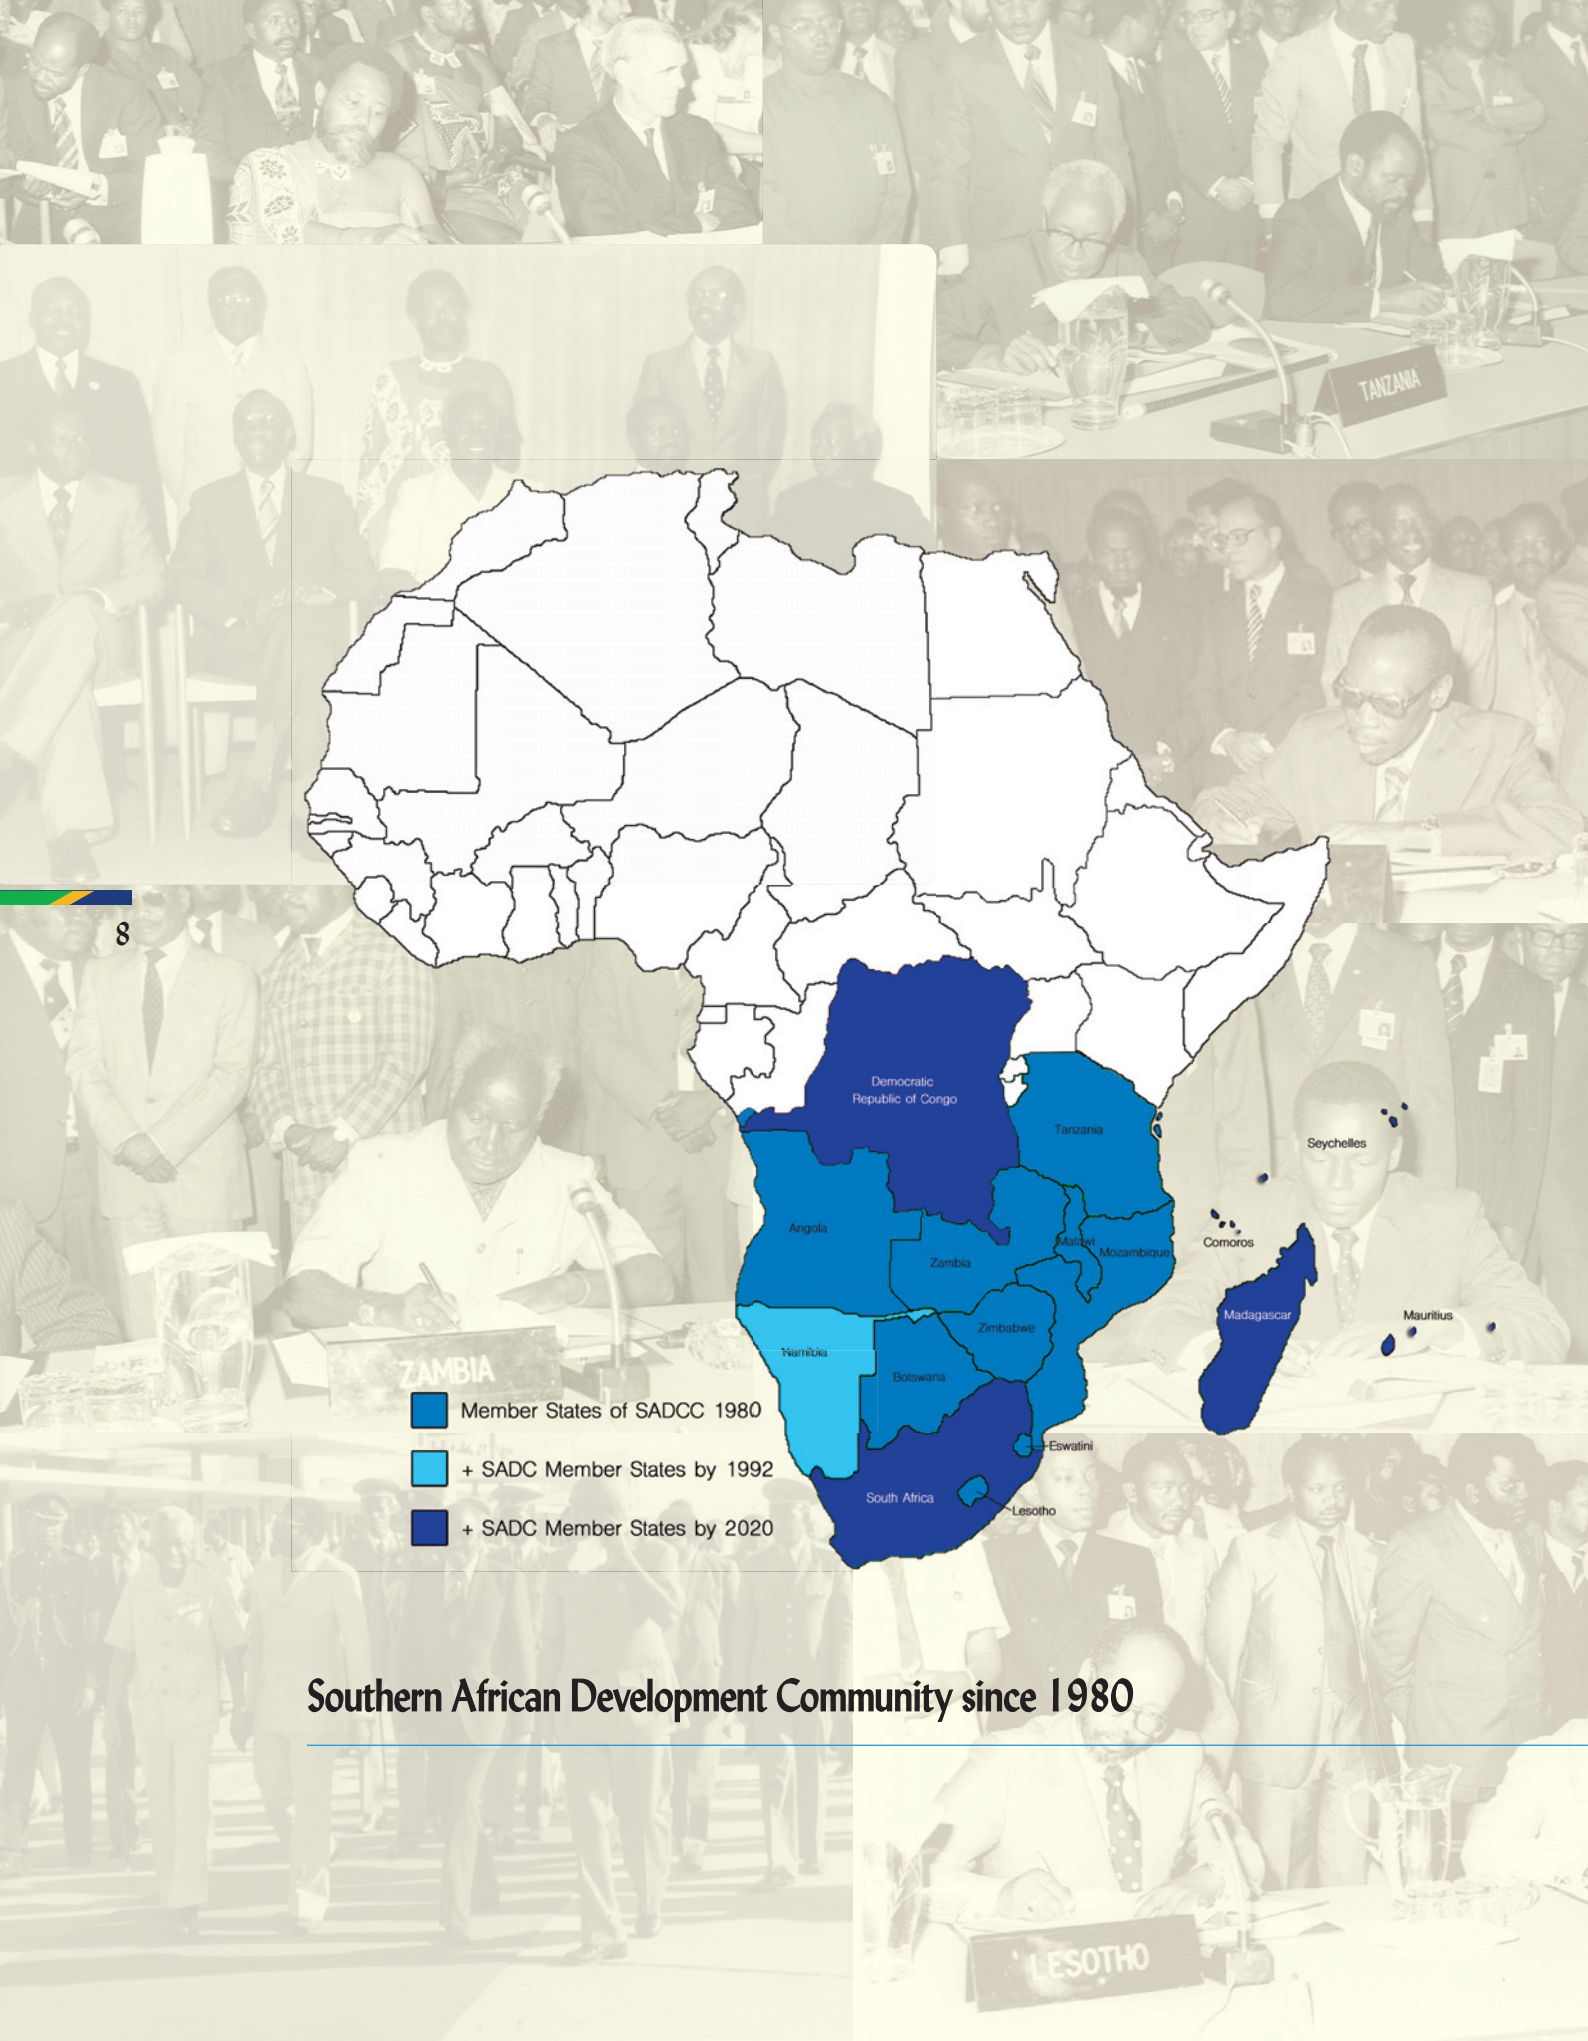 TANZANIA
8
Democratic
Republic of Congo
Tanzania
Seychelles
Angola
Malawi
Mozambique
Comoros
Zambia
Madagascar
Mauritius
Zimbabwe
Namibia
Botswana
ZAMBIA
Member States of SADCC 1980
+ SADC Member States by 1992
+ SADC Member States by 2020
Eswatini
South Africa
Lesotho
Southern African Development Community since 1980
LESOTHO